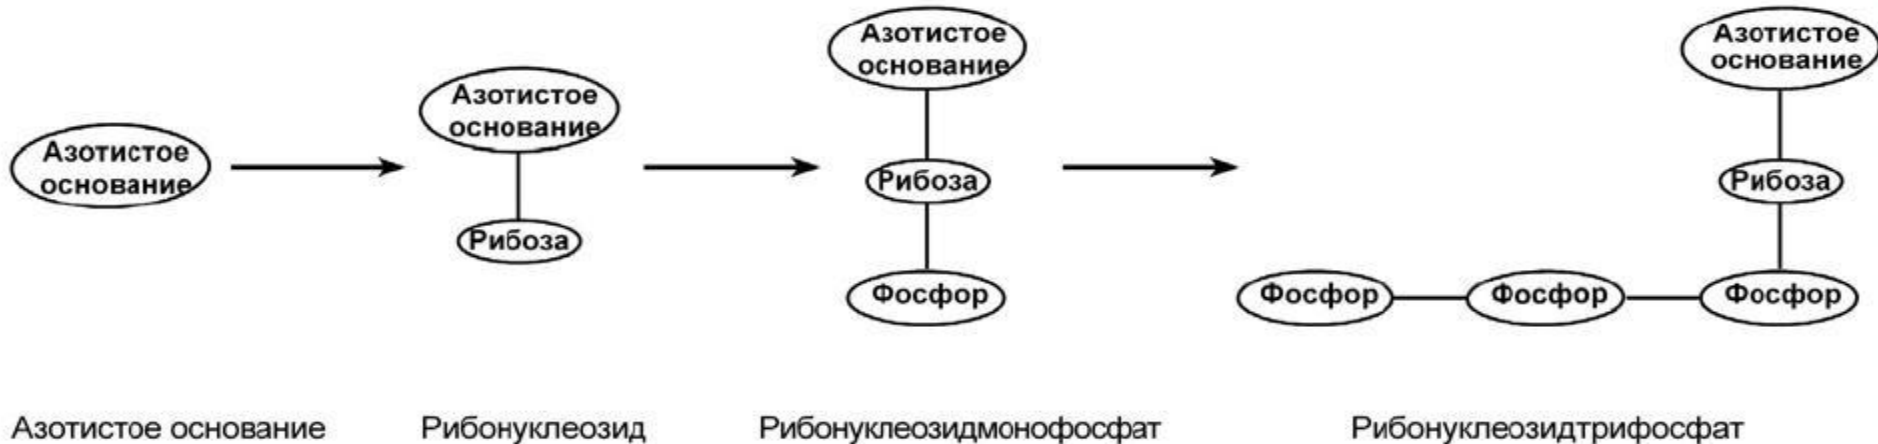 Азотистое
основание
Азотистое
основание
Рибоза
Азотистое
основание
Рибоза
Фосфор
Азотистое
основание
Рибоза
Фосфор
Фосфор
Фосфор
Азотистое основание
Рибонуклеозид
Рибонуклеозидмонофосфат
Рибонуклеозидтрифосфат